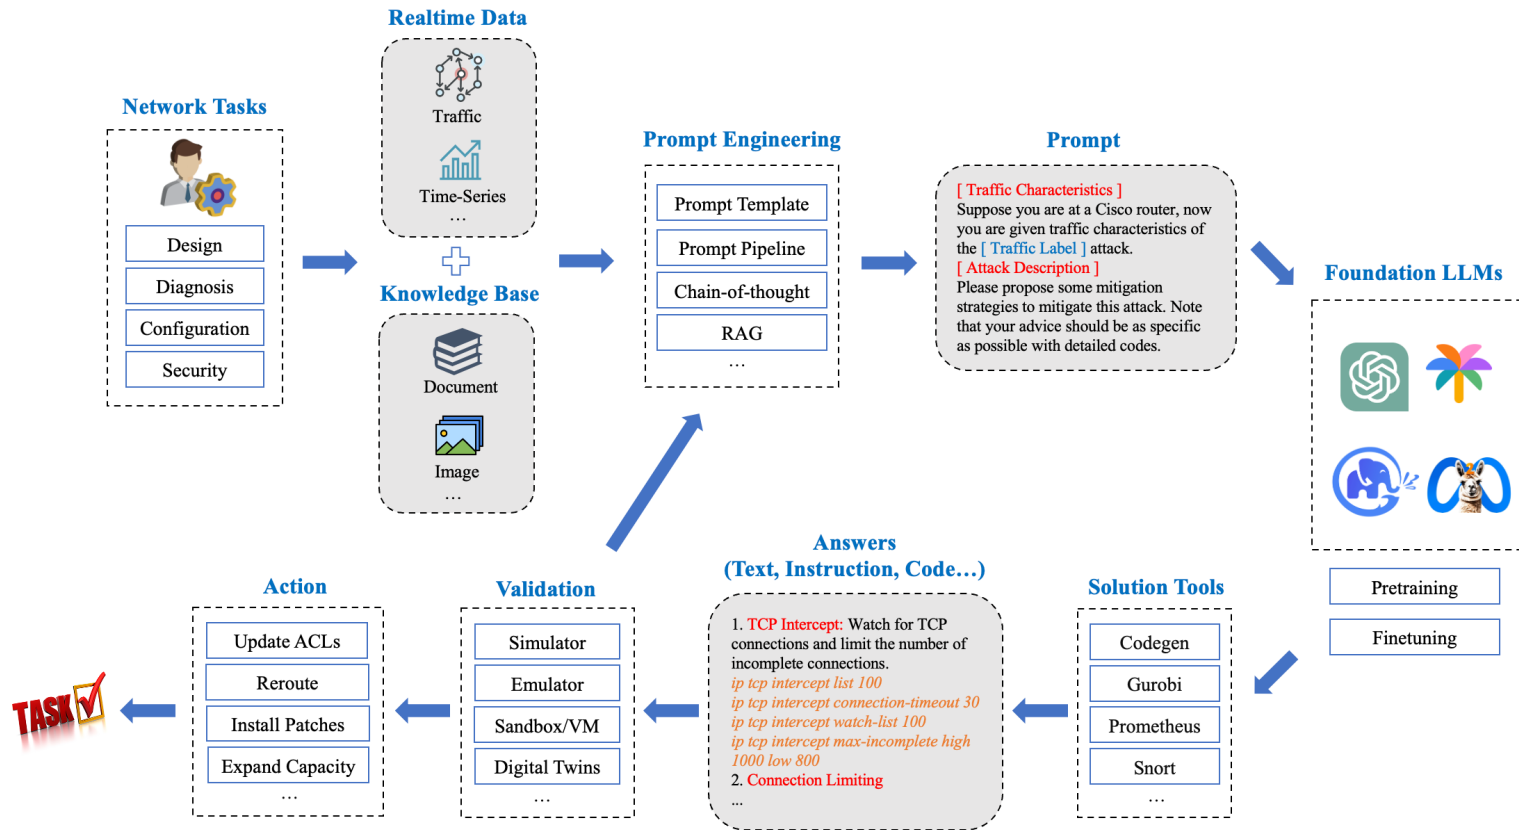 Network Tasks
Design
Diagnosis
Configuration
Security
Realtime Data
Traffic
Time-Series
...
Knowledge Base
Document
Image
...
Prompt Engineering
Prompt Template
Prompt Pipeline
Chain-of-thought
RAG
...
Prompt
[ Traffic Characteristics ]
Suppose you are at a Cisco router, now
you are given traffic characteristics of
the [ Traffic Label ] attack.
[ Attack Description ]
Please propose some mitigation
strategies to mitigate this attack. Note
that your advice should be as specific
as possible with detailed codes.
Foundation LLMs
Pretraining
Finetuning
Solution Tools
Codegen
Gurobi
Prometheus
Snort
...
Answers
(Text, Instruction, Code…)
1. TCP Intercept: Watch for TCP
connections and limit the number of
incomplete connections.
ip tcp intercept list 100
ip tcp intercept connection-timeout 30
ip tcp intercept watch-list 100
ip tcp intercept max-incomplete high
1000 low 800
2. Connection Limiting
...
Validation
Simulator
Emulator
Sandbox/VM
Digital Twins
...
Action
Update ACLs
Reroute
Install Patches
Expand Capacity
...
TASK